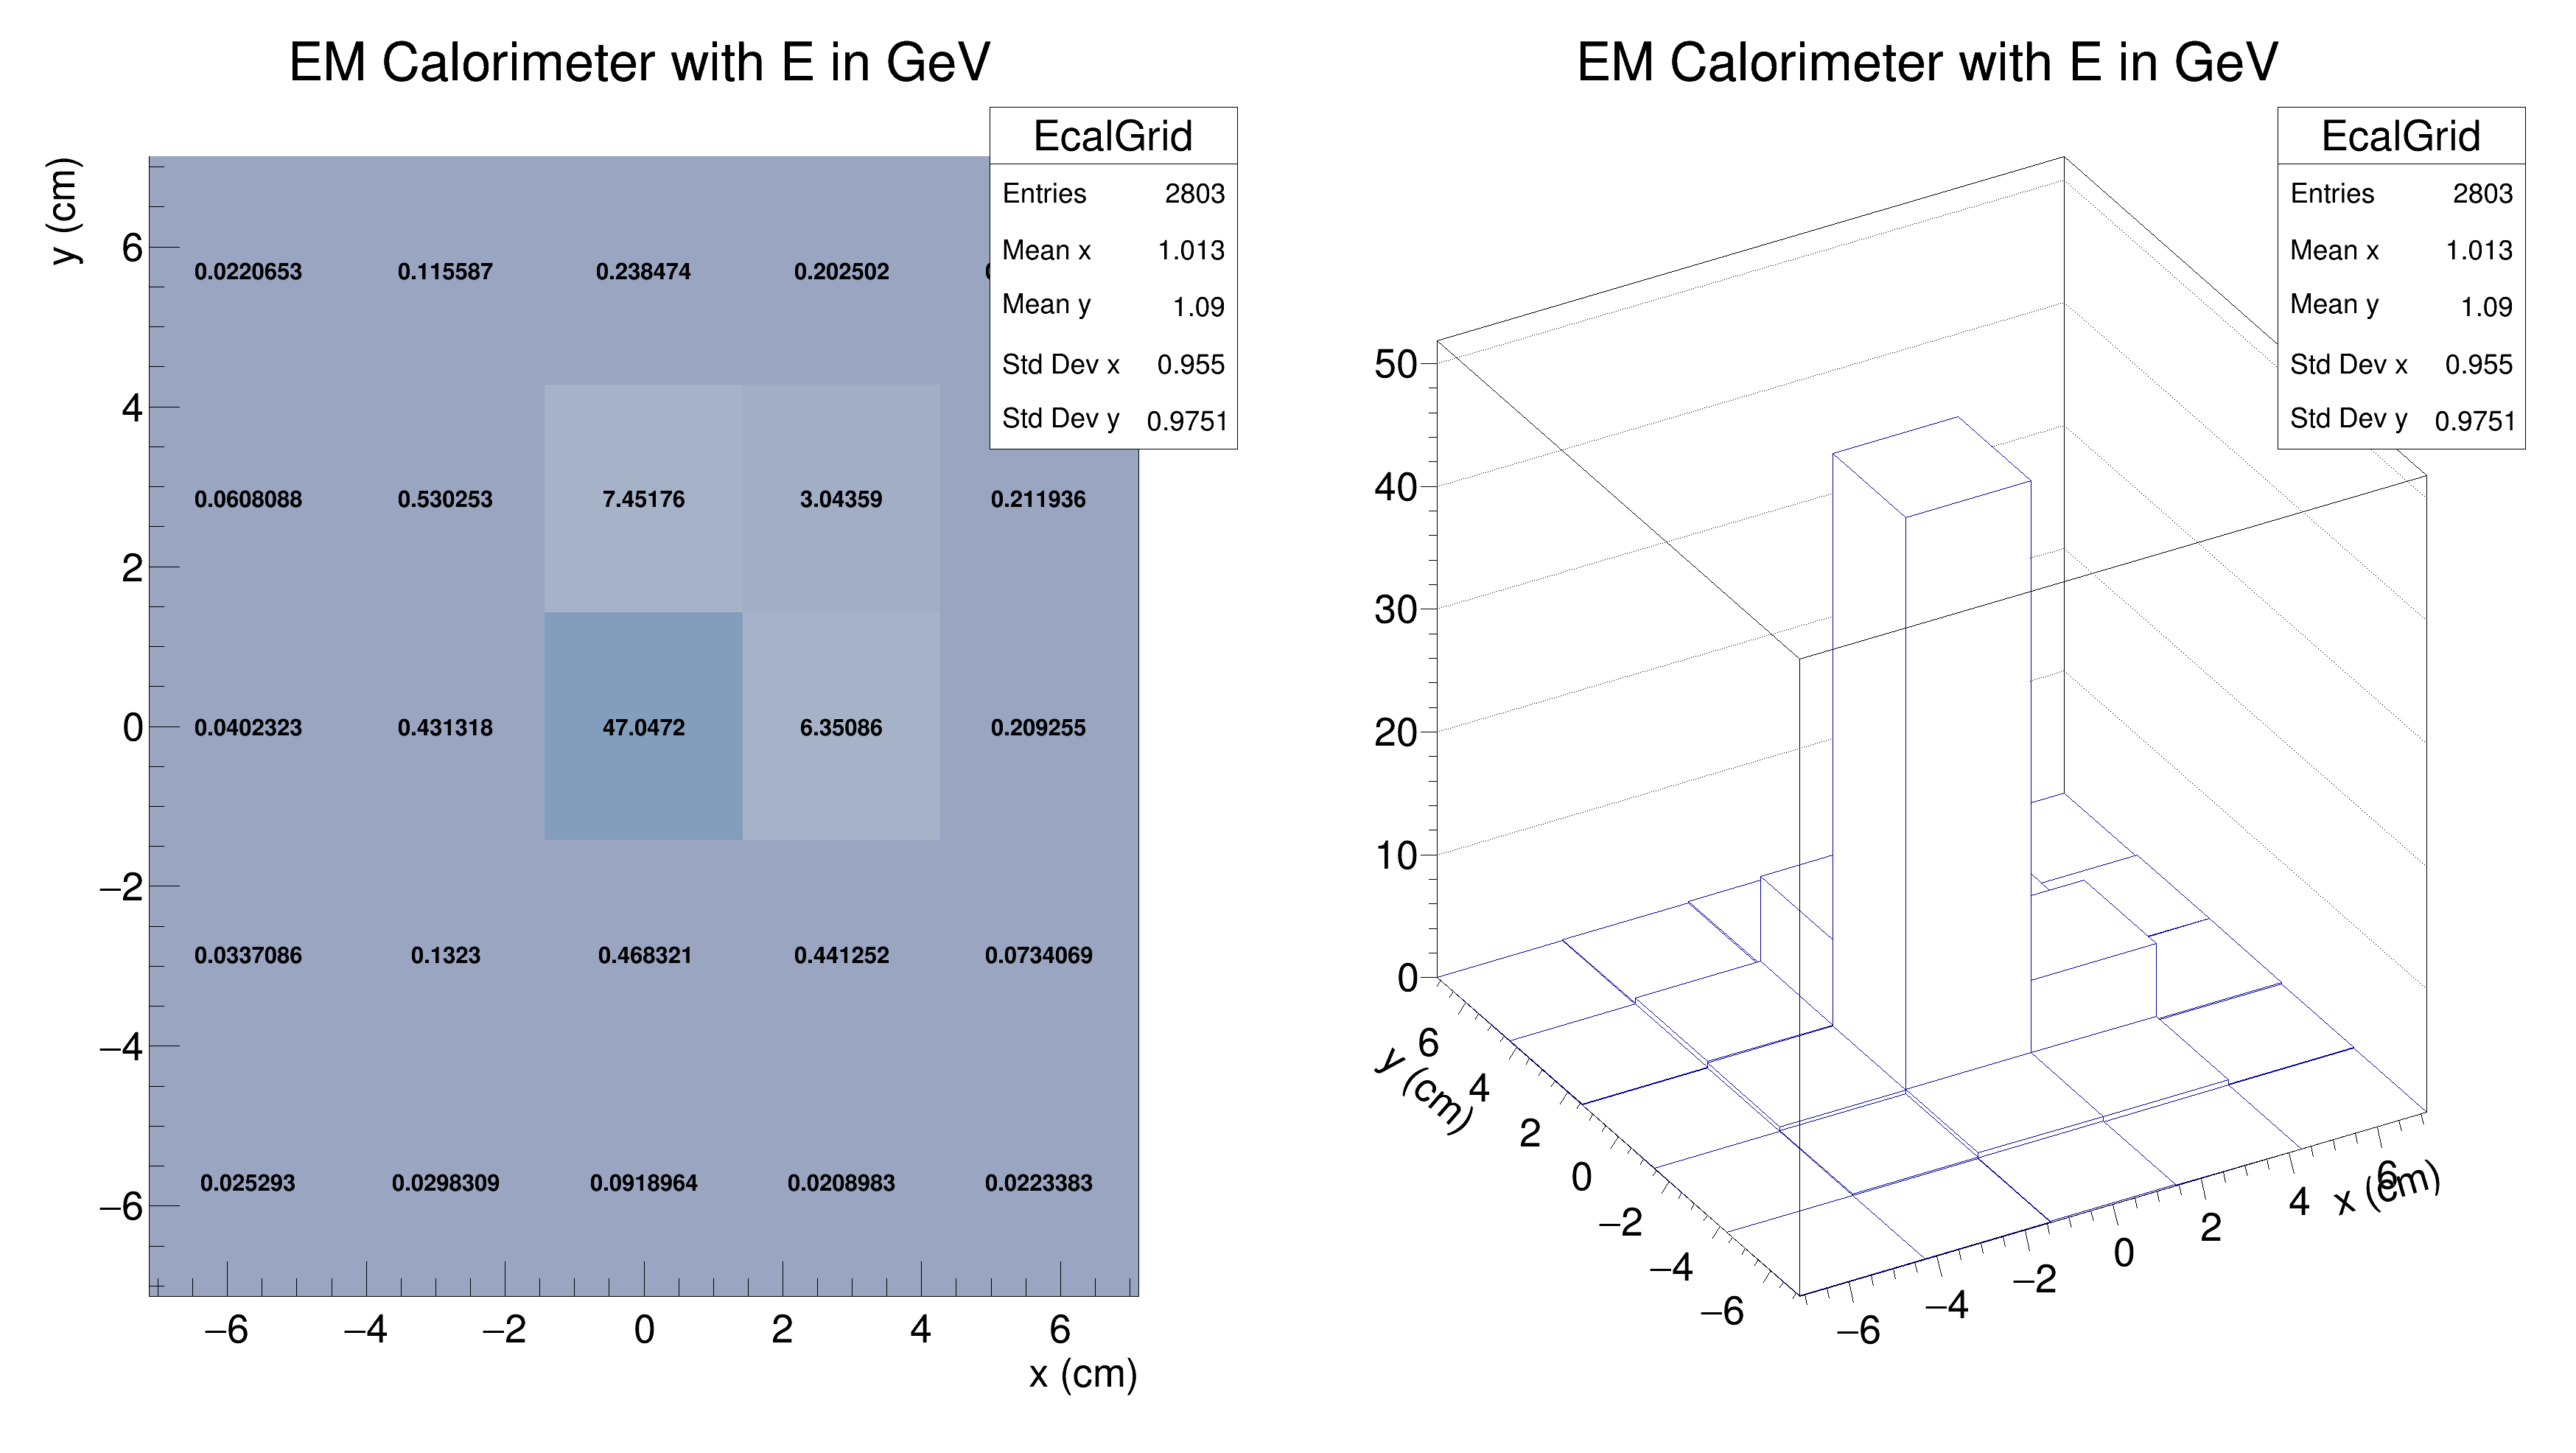 EM Calorimeter with E in GeV
EcalGrid
Entries 2803
Mean x 1.013
Mean y 1.09
Std Dev x 0.955
Std Dev y 0.9751
y (cm)
6
4
2
0
−2
−4
−6
0.0220653 0.115587 0.238474 0.202502
0.0608088 0.530253 7.45176 3.04359 0.211936
0.0402323 0.431318 47.0472 6.35086 0.209255
0.0337086 0.1323 0.468321 0.441252 0.0734069
0.025293 0.0298309 0.0918964 0.0208983 0.0223383
−6 −4 −2 0 2 4 6
x (cm)
EM Calorimeter with E in GeV
EcalGrid
Entries 2803
Mean x 1.013
Mean y 1.09
Std Dev x 0.955
Std Dev y 0.9751
50
40
30
20
10
0
6
4
2
0
−2
−4
−6
y (cm)
−6
−4
−2
0
2
4
6
x (cm)